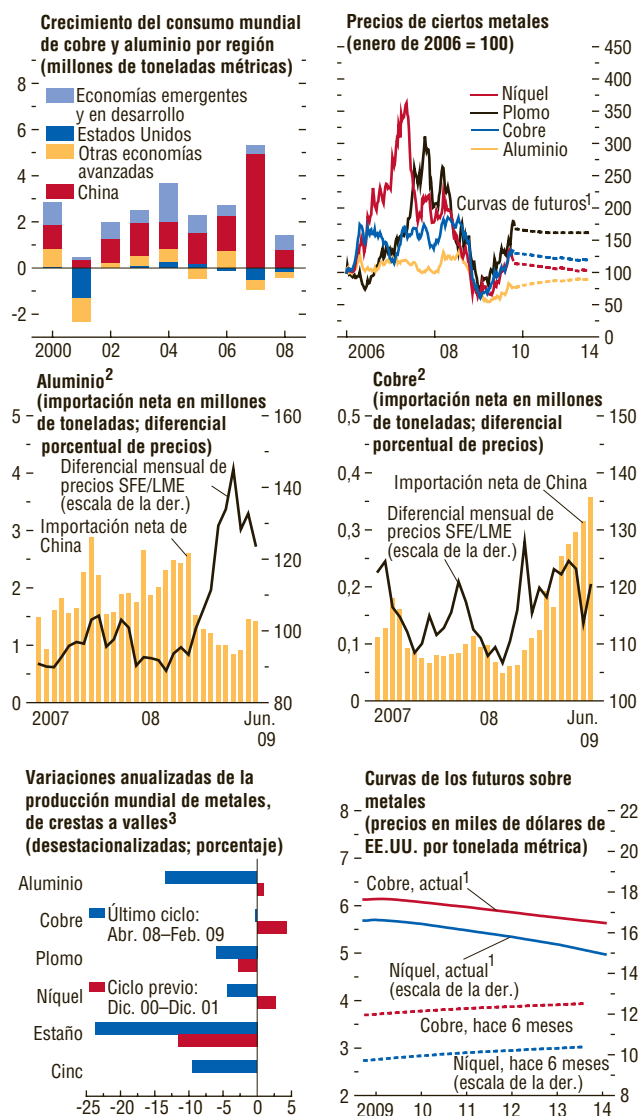 Crecimiento del consumo mundial
de cobre y aluminio por región
(millones de toneladas métricas)
8
6
4
2
0
-2
Economías emergentes
y en desarrollo
Estados Unidos
Otras economías
avanzadas
China
2000 02 04 06 08
Precios de ciertos metales
(enero de 2006 = 100)
450
400
350
300
250
200
150
100
50
0
Níquel
Plomo
Cobre
Aluminio
Curvas de futuros1
2006 08 10 14
Aluminio2
(importación neta en millones
de toneladas; diferencial
porcentual de precios)
5
4
3
2
1
0
160
140
120
100
80
Diferencial mensual de
precios SFE/LME
(escala de la der.)
Importación neta de
China
2007 08 Jun.
09
Cobre2
(importación neta en millones
de toneladas; diferencial
porcentual de precios)
0,5
0,4
0,3
0,2
0,1
0
150
140
130
120
110
100
Importación neta de China
Diferencial mensual de
precios SFE/LME
(escala de la der.)
2007 08 Jun.
09
Variaciones anualizadas de la
producción mundial de metales,
de crestas a valles3
(desestacionalizadas; porcentaje)
Aluminio
Cobre
Plomo
Níquel
Estaño
Cinc
Último ciclo:
Abr. 08–Feb. 09
Ciclo previo:
Dic. 00–Dic. 01
-25 -20 -15 -10 -5 0 5
Curvas de los futuros sobre
metales
(precios en miles de dólares de
EE.UU. por tonelada métrica)
8
7
6
5
4
3
2
22
20
18
16
14
12
10
8
Cobre, actual1
Níquel, actual1
(escala de la der.)
Cobre, hace 6 meses
Níquel, hace 6 meses
(escala de la der.)
2009 10 11 12 13 14